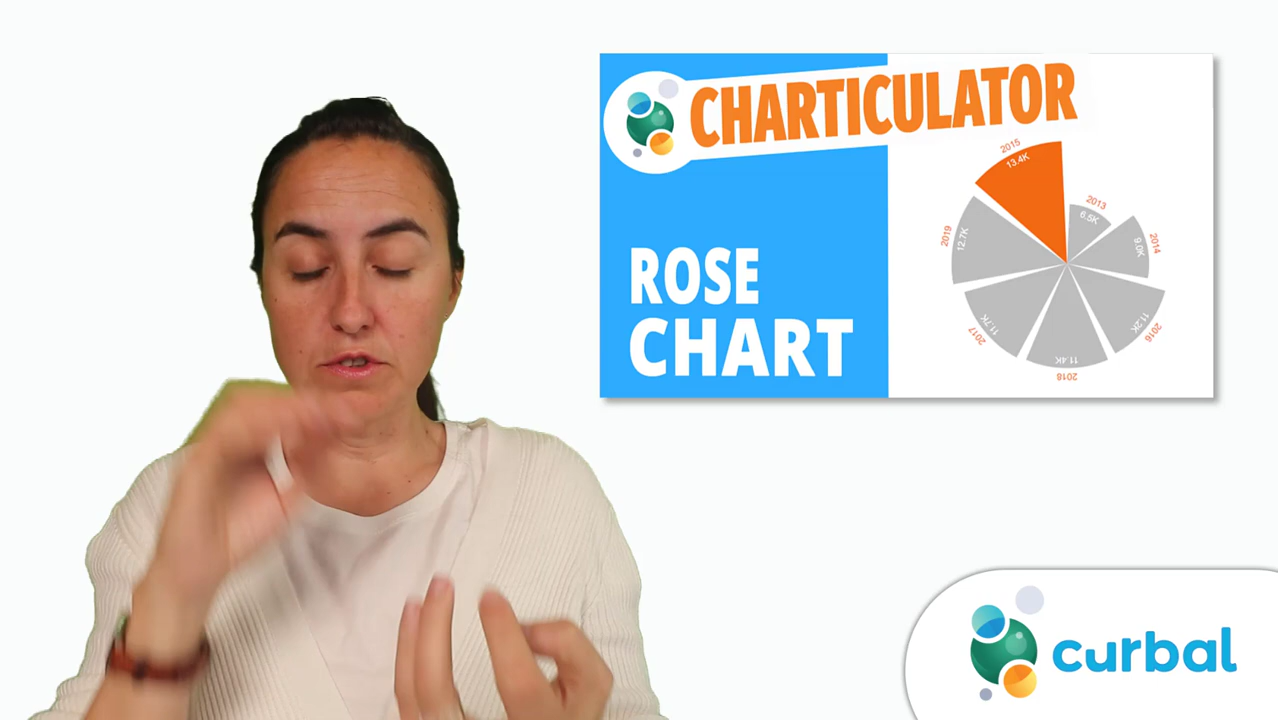 CHARTICULATOR
ROSE
CHART
2015
13.4K
2013
6.5K
2014
9.0K
2019
12.7K
11.2K
2016
11.7K
2017
11.4K
2018
curbal